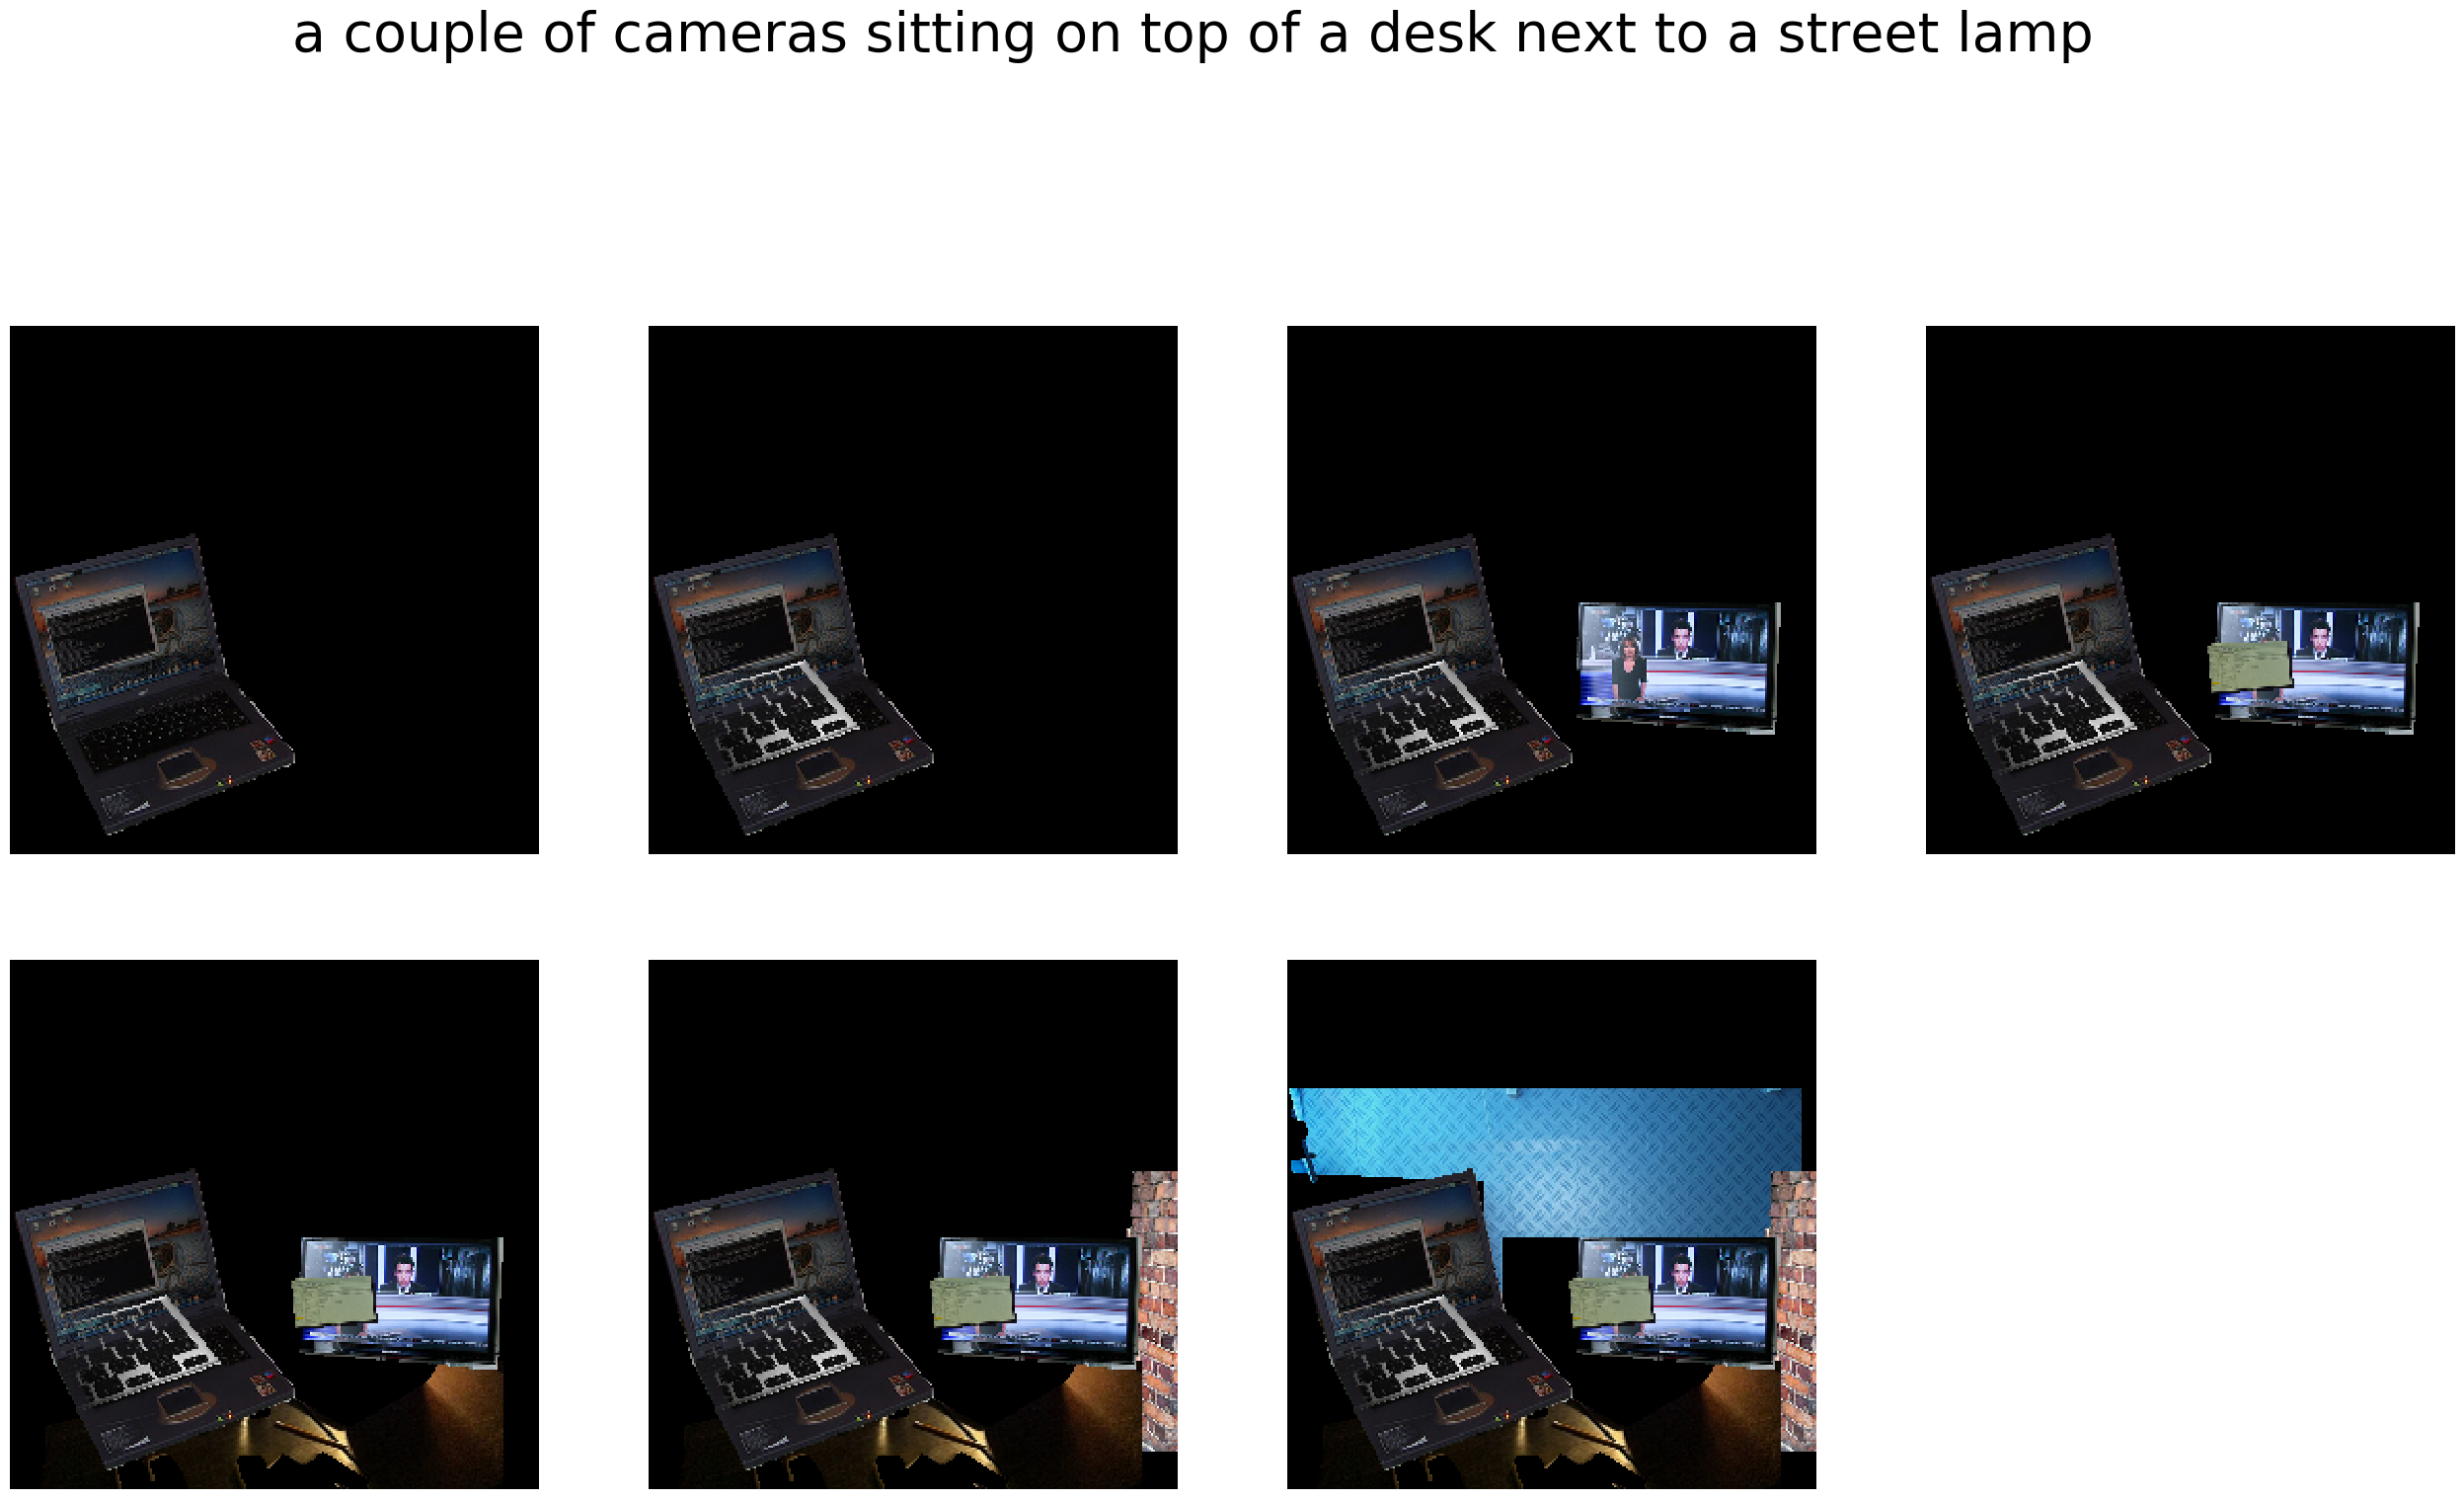 a couple of cameras sitting on top of a desk next to a street lamp